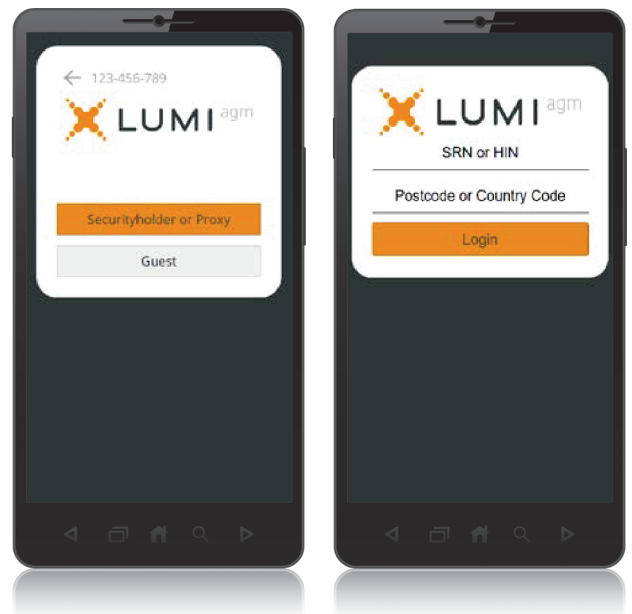 123-456-789
LUMI agm
Securityholder or Proxy
Guest
LUMI agm
SRN or HIN
Postcode or Country Code
Login